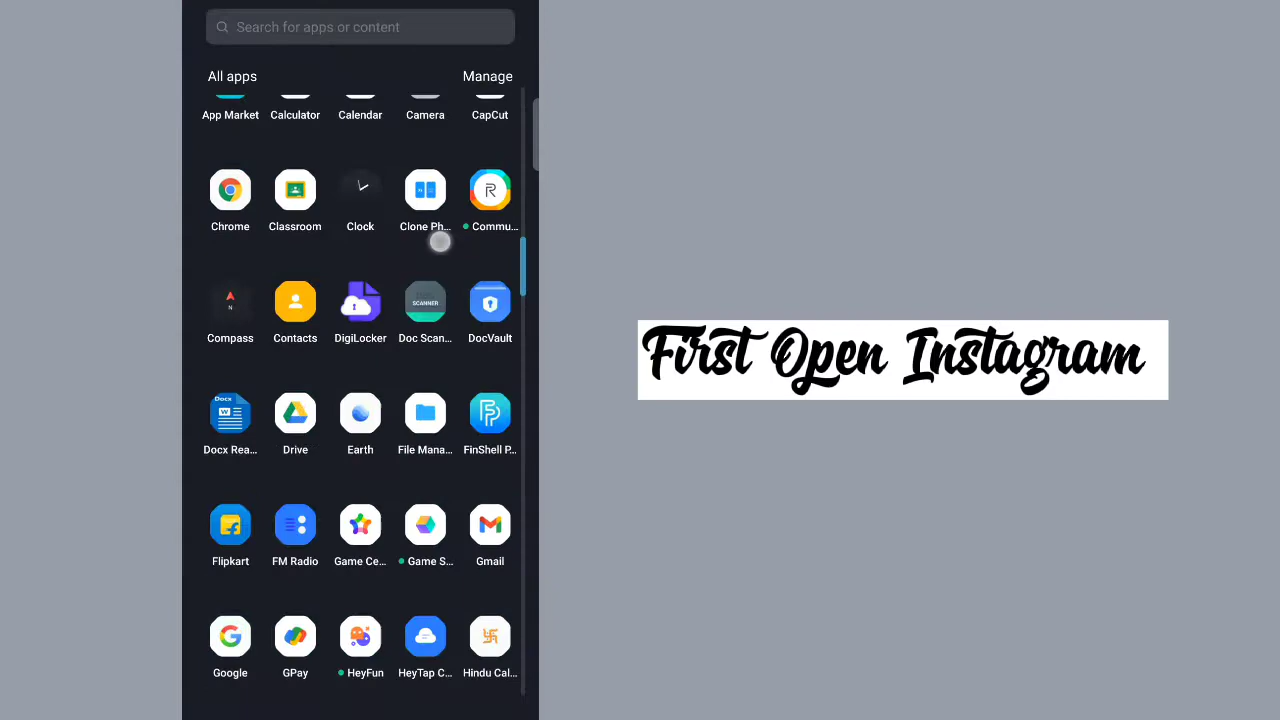 Search for apps or content
All apps Manage
App Market Calculator Calendar Camera CapCut
Chrome Classroom Clock Clone Ph... Commu...
Compass Contacts DigiLocker Doc Scan... DocVault
Docx Rea... Drive Earth File Mana... FinShell P...
Flipkart FM Radio Game Ce... Game S... Gmail
Google GPay HeyFun HeyTap C... Hindu Cal...
First Open Instagram